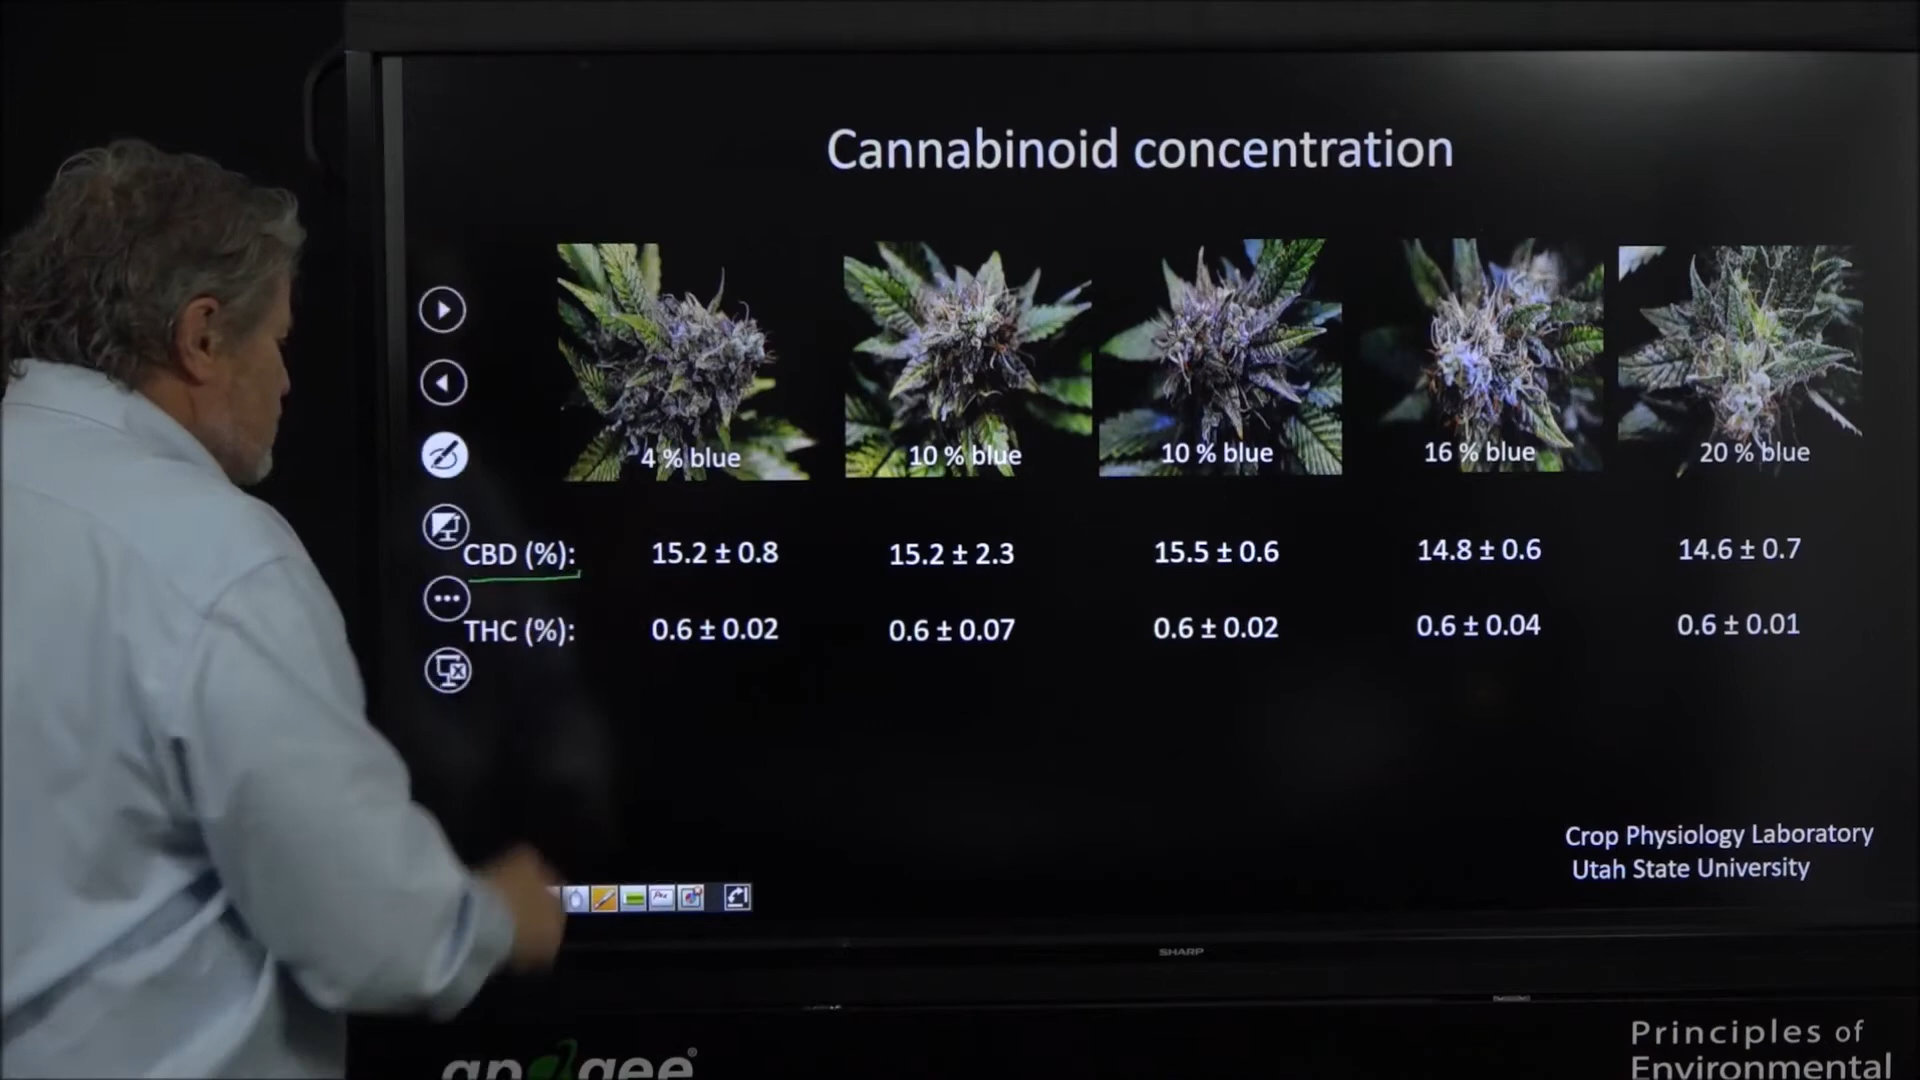 Cannabinoid concentration
4 % blue
10 % blue
10 % blue
16 % blue
20 % blue
CBD (%): 15.2 ± 0.8 15.2 ± 2.3 15.5 ± 0.6 14.8 ± 0.6 14.6 ± 0.7
THC (%): 0.6 ± 0.02 0.6 ± 0.07 0.6 ± 0.02 0.6 ± 0.04 0.6 ± 0.01
Crop Physiology Laboratory
Utah State University
SHARP
apogee
Principles of
Environmental